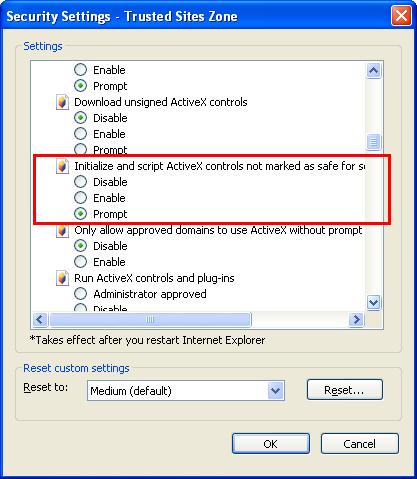 Security Settings - Trusted Sites Zone
Settings
Enable
Prompt
Download unsigned ActiveX controls
Disable
Enable
Prompt
Initialize and script ActiveX controls not marked as safe for
Disable
Enable
Prompt
Only allow approved domains to use ActiveX without prompt
Disable
Enable
Run ActiveX controls and plug-ins
Administrator approved
Disable
*Takes effect after you restart Internet Explorer
Reset custom settings
Reset to:
Medium (default)
Reset...
OK
Cancel